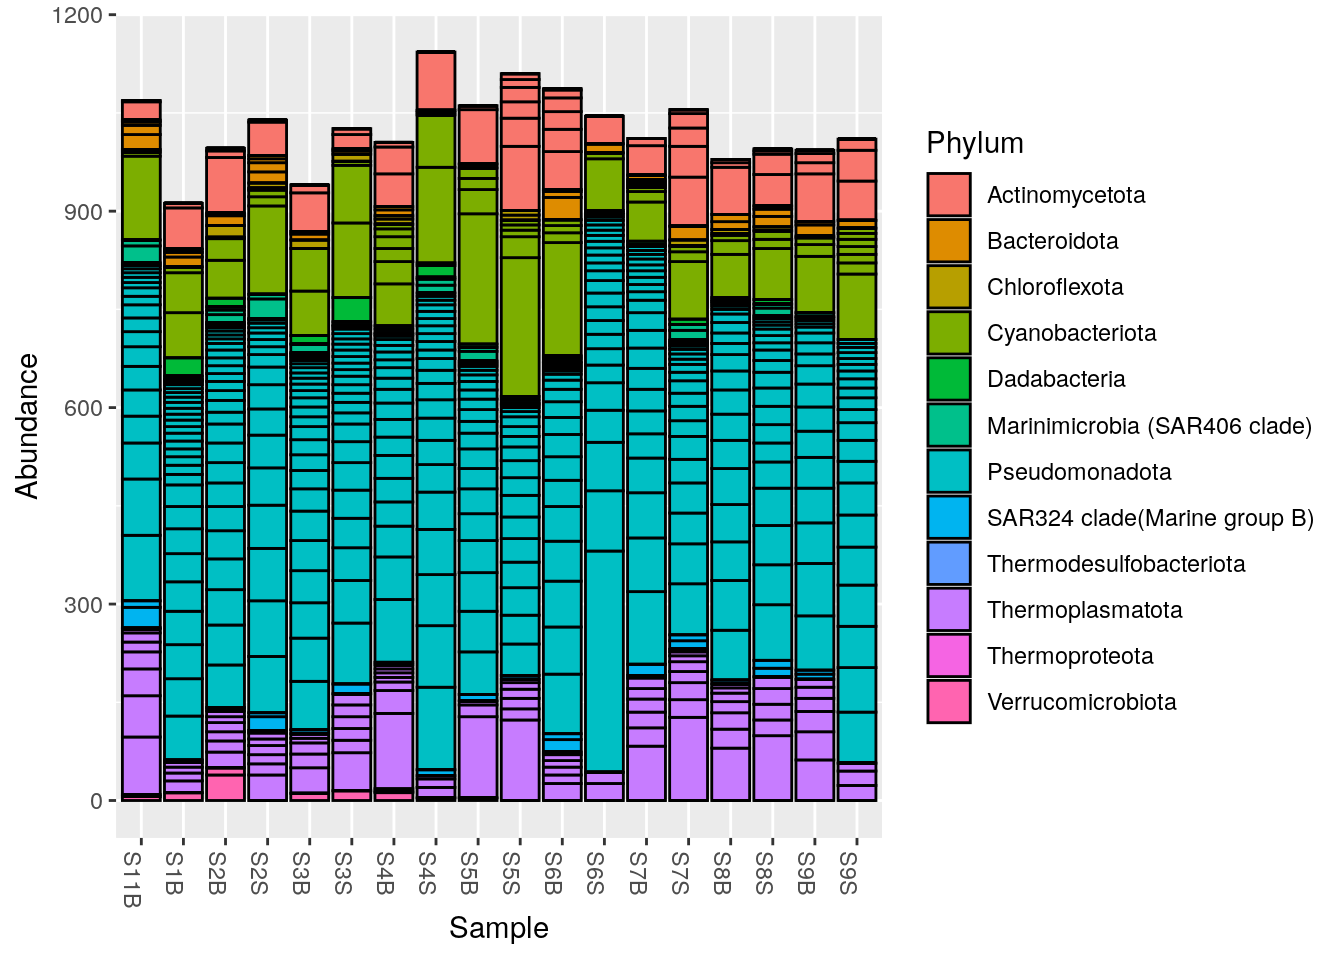 1200
900
600
300
0
Abundance
S11B
S1B
S2B
S2S
S3B
S3S
S4B
S4S
S5B
S5S
S6B
S6S
S7B
S7S
S8B
S8S
S9B
S9S
Sample
Phylum
Actinomycetota
Bacteroidota
Chloroflexota
Cyanobacteriota
Dadabacteria
Marinimicrobia (SAR406 clade)
Pseudomonadota
SAR324 clade(Marine group B)
Thermodesulfobacteriota
Thermoplasmatota
Thermoproteota
Verrucomicrobiota